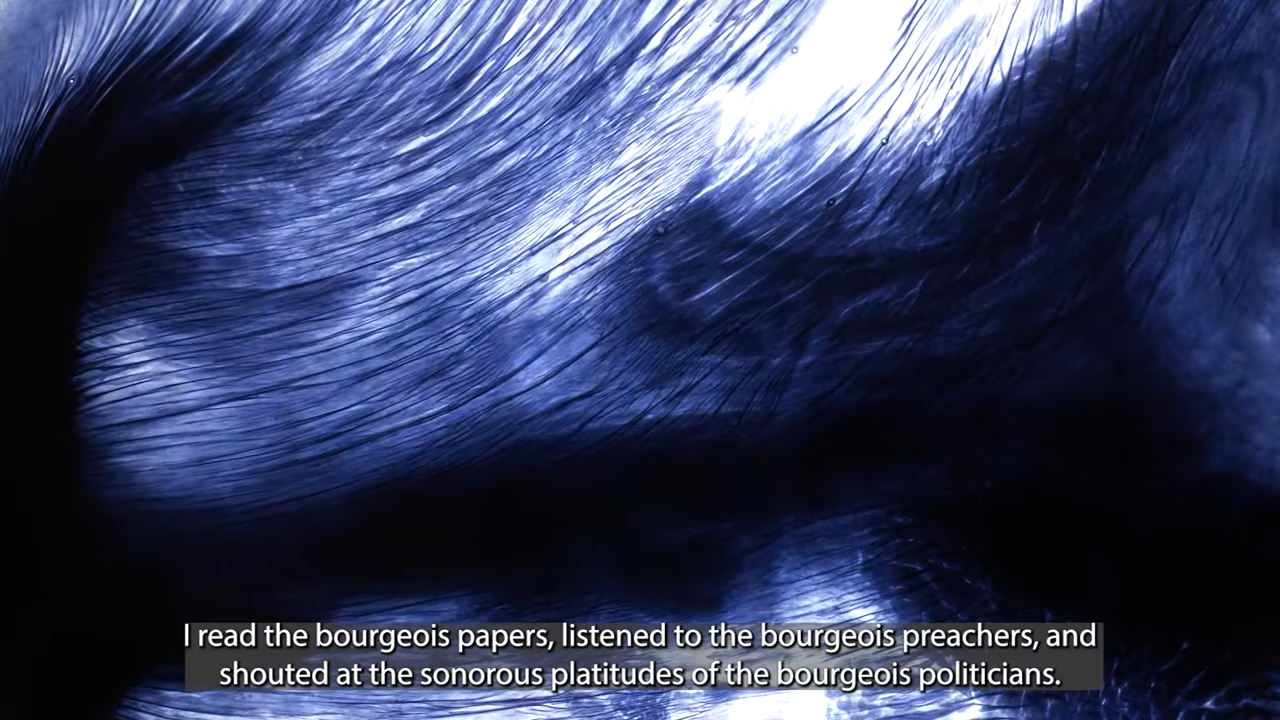 I read the bourgeois papers, listened to the bourgeois preachers, and
shouted at the sonorous platitudes of the bourgeois politicians.